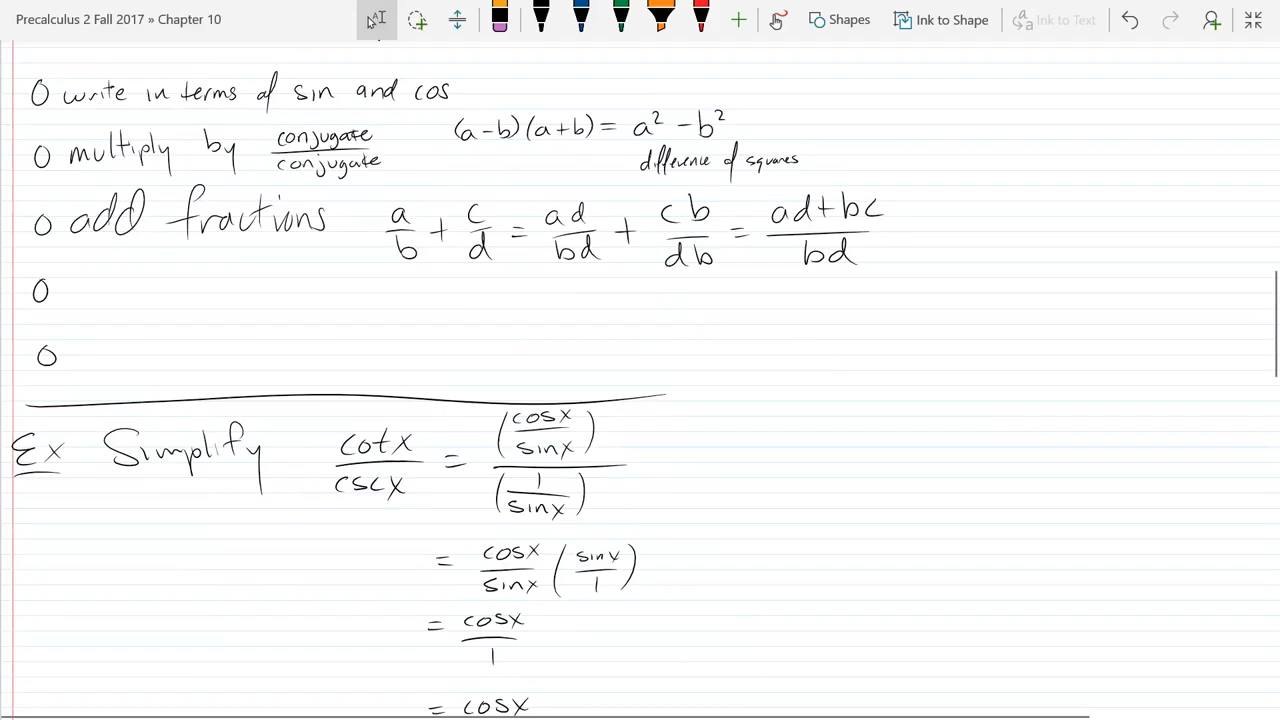 Precalculus 2 Fall 2017 » Chapter 10
Shapes
Ink to Shape
Ink to Text
O write in terms of sin and cos
O multiply by conjugate/conjugate (a-b)(a+b) = a² - b²
difference of squares
O add fractions a/b + c/d = ad/bd + cb/db = ad+bc/bd
O
O
Ex Simplify cotx/cscx = (cosx/sinx)/(1/sinx)
= cosx/sinx (sinx/1)
= cosx/1
= cosx